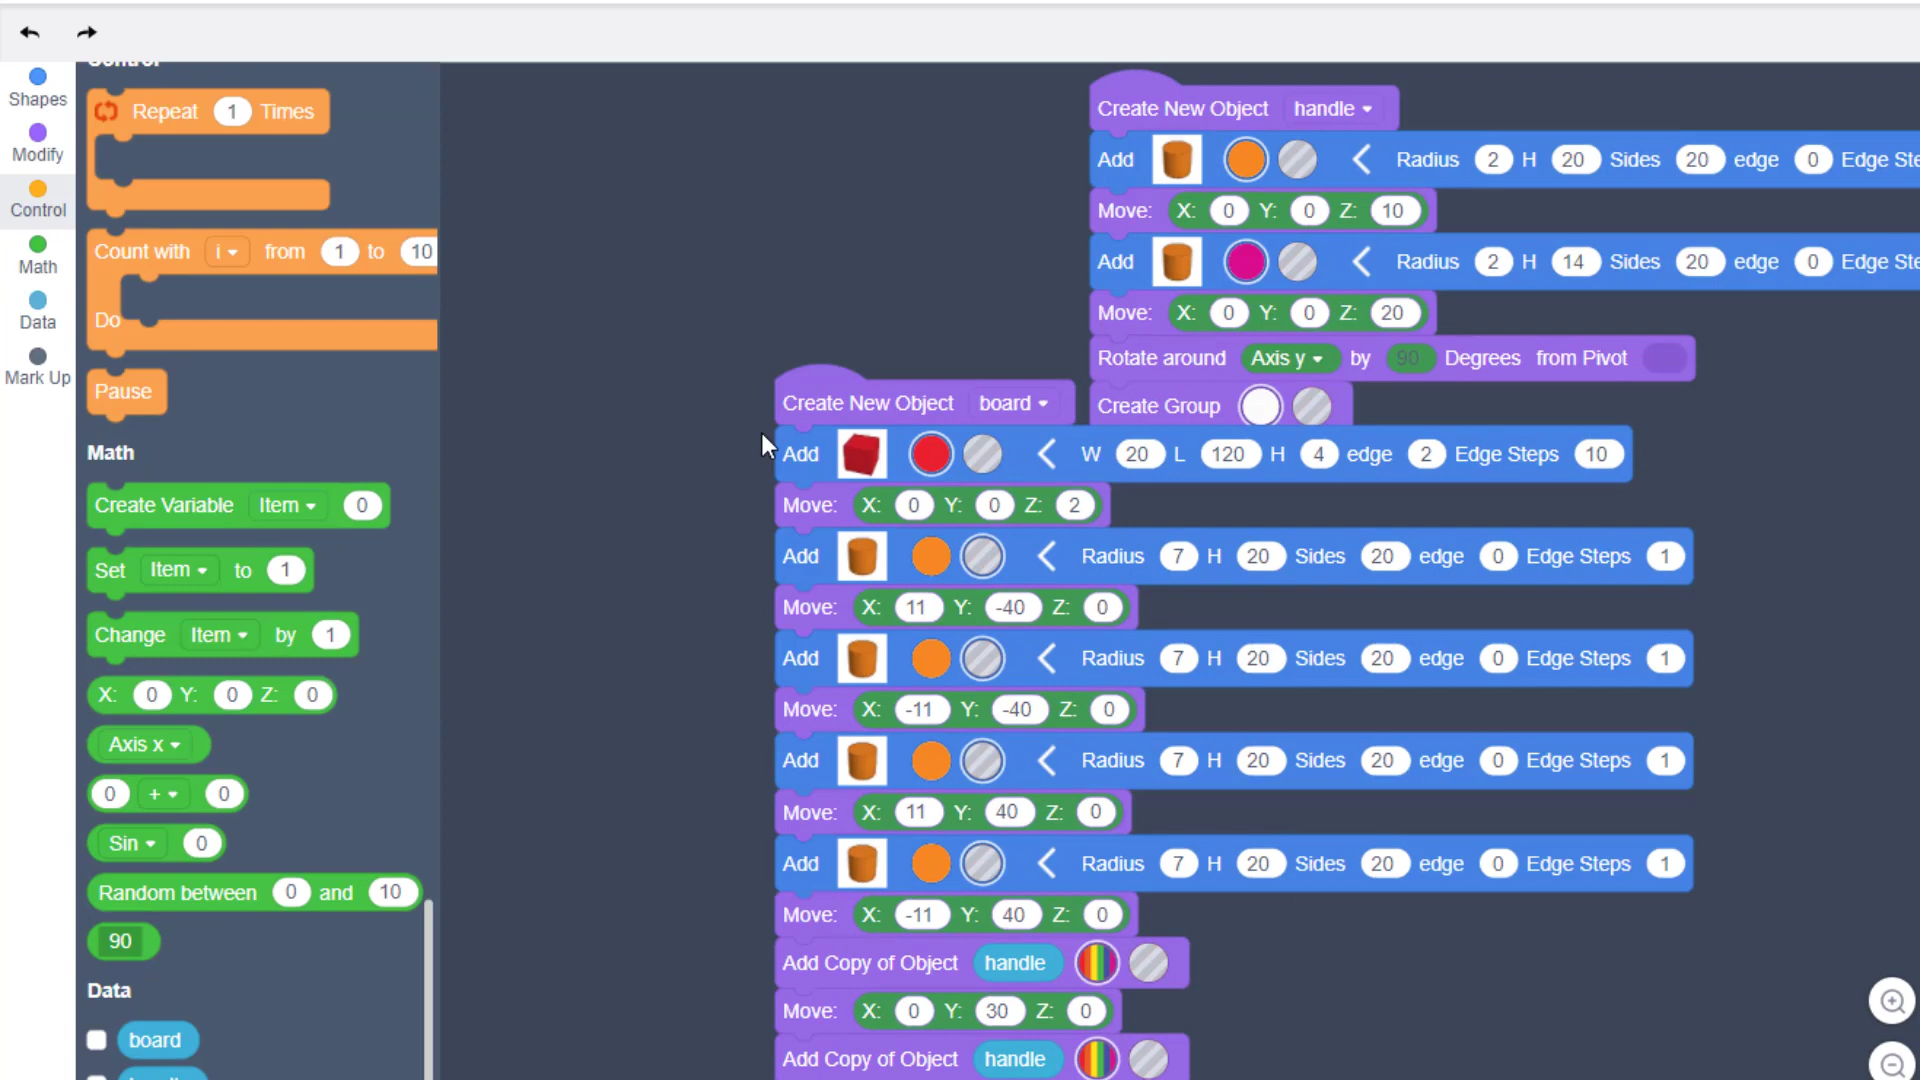 Shapes
Modify
Control
Math
Data
Mark Up
Control
Repeat 1 Times
Count with i from 1 to 10
Do
Pause
Math
Create Variable Item 0
Set Item to 1
Change Item by 1
X: 0 Y: 0 Z: 0
Axis x
0 + 0
Sin 0
Random between 0 and 10
90
Data
board
Create New Object handle
Add Radius 2 H 20 Sides 20 edge 0 Edge Ste
Move: X: 0 Y: 0 Z: 10
Add Radius 2 H 14 Sides 20 edge 0 Edge Ste
Move: X: 0 Y: 0 Z: 20
Rotate around Axis y by 90 Degrees from Pivot
Create Group
Create New Object board
Add W 20 L 120 H 4 edge 2 Edge Steps 10
Move: X: 0 Y: 0 Z: 2
Add Radius 7 H 20 Sides 20 edge 0 Edge Steps 1
Move: X: 11 Y: -40 Z: 0
Add Radius 7 H 20 Sides 20 edge 0 Edge Steps 1
Move: X: -11 Y: -40 Z: 0
Add Radius 7 H 20 Sides 20 edge 0 Edge Steps 1
Move: X: 11 Y: 40 Z: 0
Add Radius 7 H 20 Sides 20 edge 0 Edge Steps 1
Move: X: -11 Y: 40 Z: 0
Add Copy of Object handle
Move: X: 0 Y: 30 Z: 0
Add Copy of Object handle